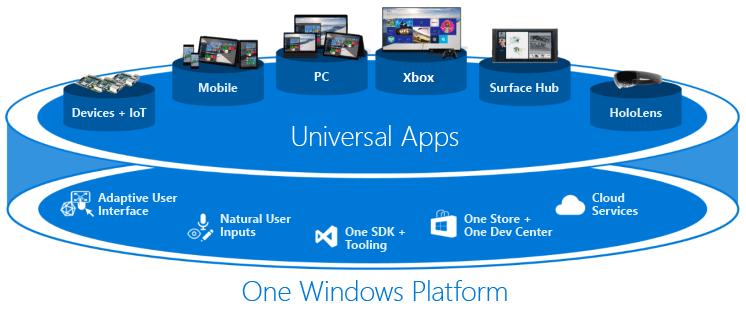 Devices + IoT
Mobile
PC
Xbox
Surface Hub
HoloLens
Universal Apps
Adaptive User
Interface
Natural User
Inputs
One SDK +
Tooling
One Store +
One Dev Center
Cloud
Services
One Windows Platform